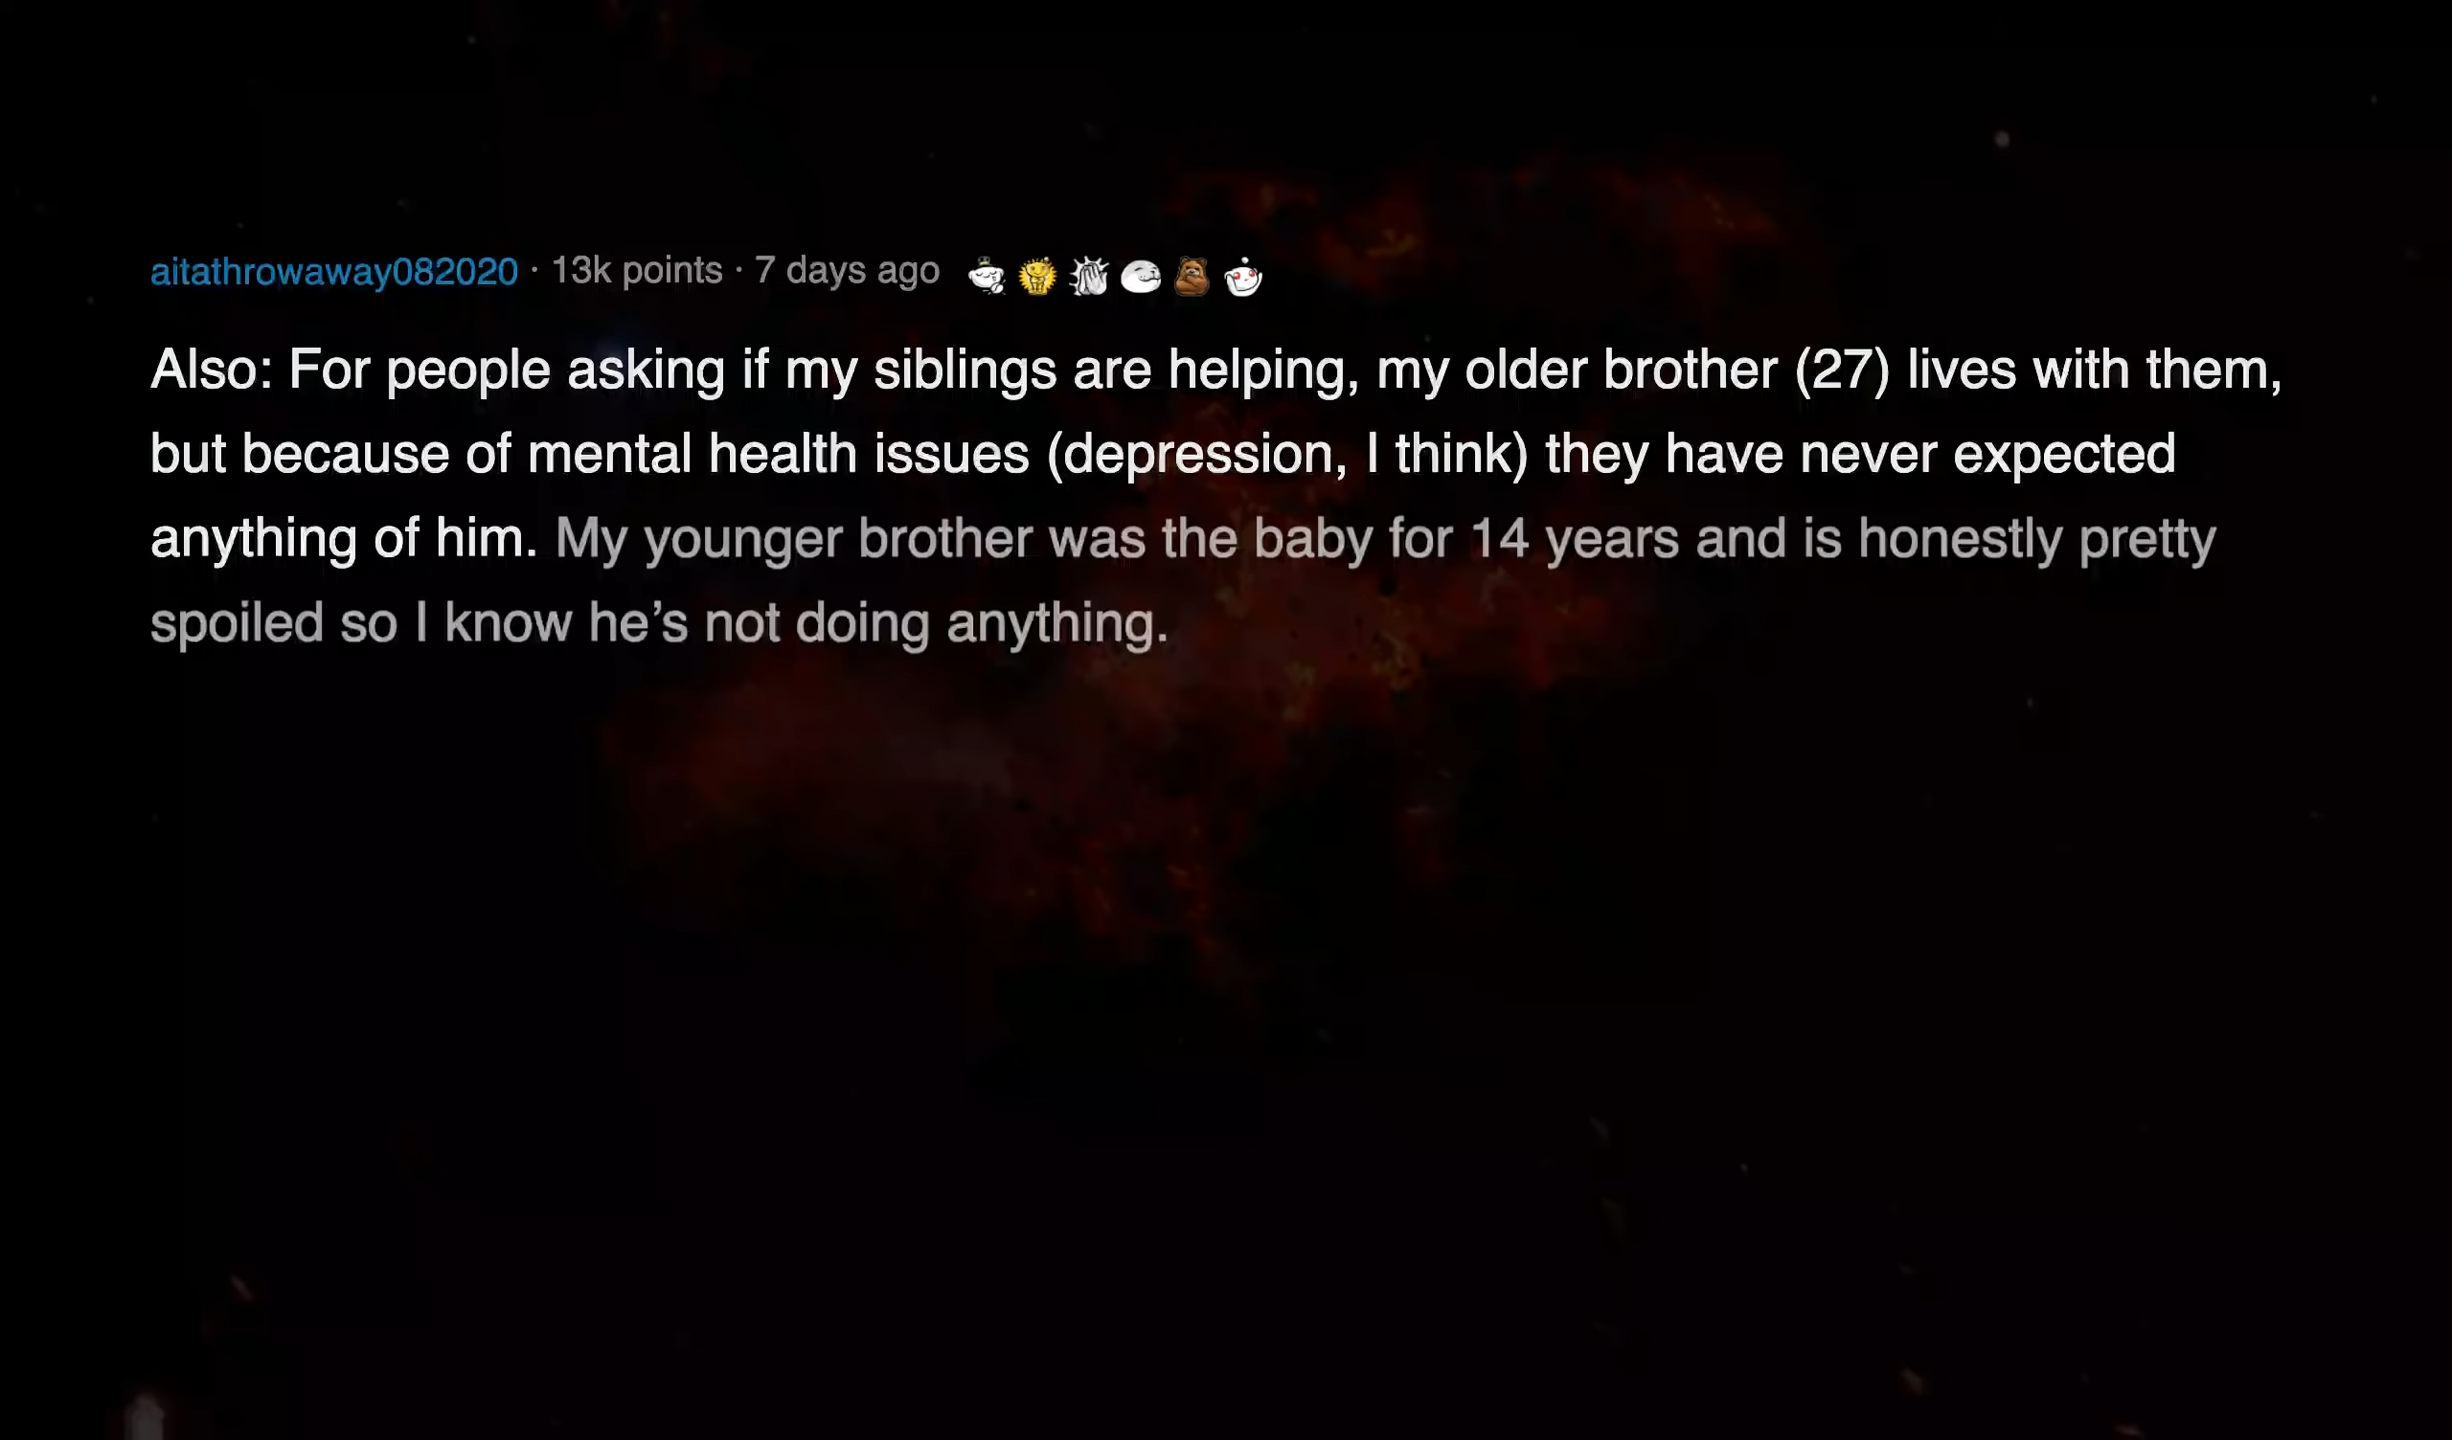 aitathrowaway082020 · 13k points · 7 days ago
Also: For people asking if my siblings are helping, my older brother (27) lives with them,
but because of mental health issues (depression, I think) they have never expected
anything of him. My younger brother was the baby for 14 years and is honestly pretty
spoiled so I know he’s not doing anything.